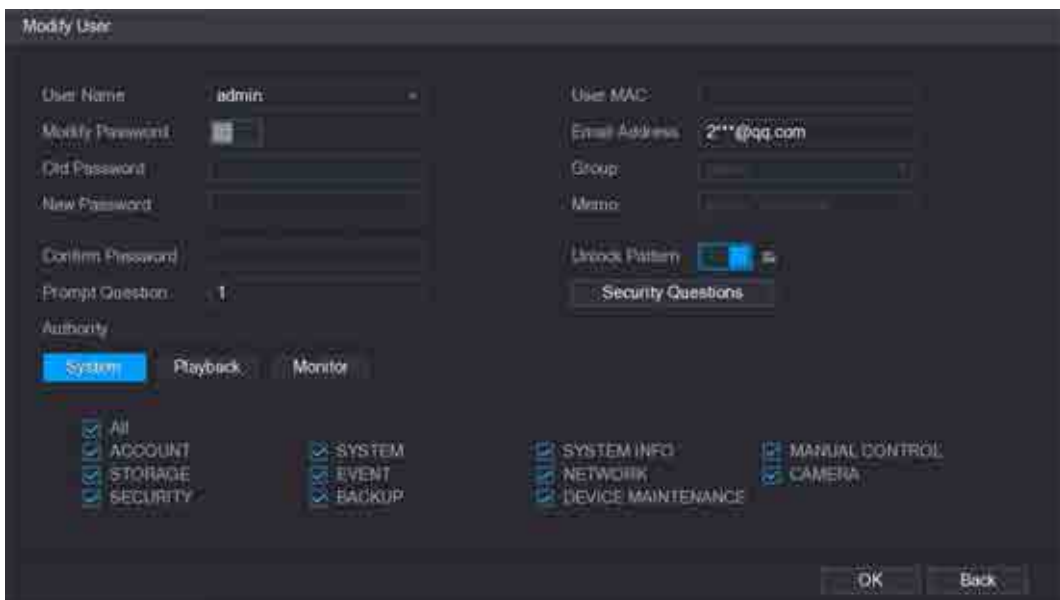 Modify User
User Name admin User MAC
Modify Password Email Address 2***@qq.com
Old Password Group
New Password Memo
Confirm Password Unlock Pattern
Prompt Question 1 Security Questions
Authority
System Playback Monitor
All
ACCOUNT SYSTEM SYSTEM INFO MANUAL CONTROL
STORAGE EVENT NETWORK CAMERA
SECURITY BACKUP DEVICE MAINTENANCE
OK Back